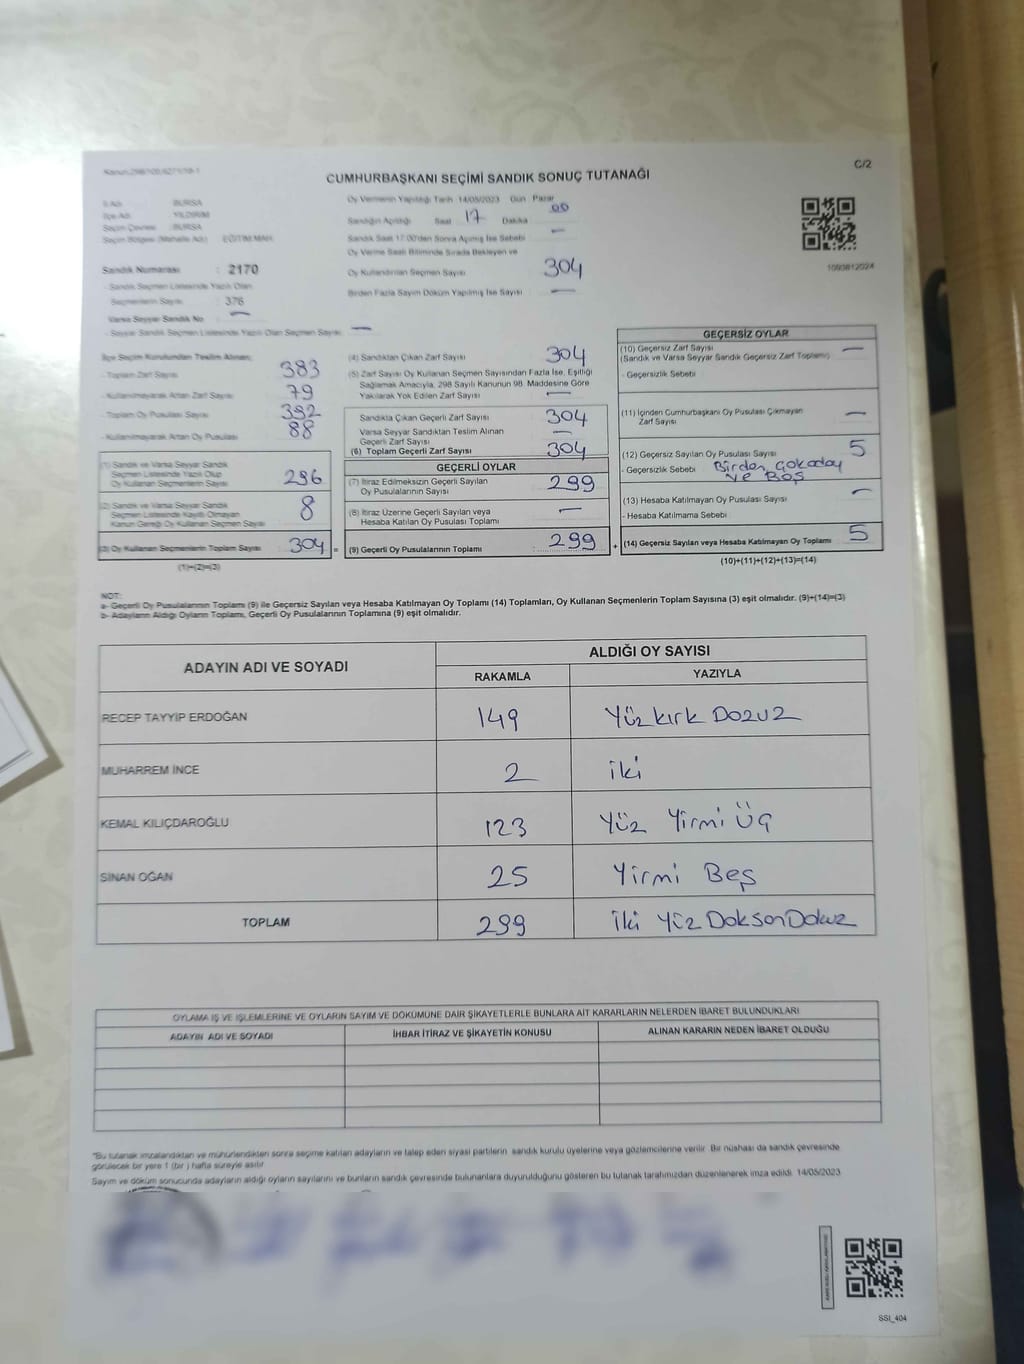 C/2
CUMHURBAŞKANI SEÇİMİ SANDIK SONUÇ TUTANAĞI
İl Adı : BURSA
İlçe Adı : YILDIRIM
Seçim Çevresi : BURSA
Seçim Bölgesi (Mahalle Adı) : EĞİTİM MAH.
Sandık Numarası : 2170
- Sandık Seçmen Listesinde Yazılı Olan
Seçmenlerin Sayısı : 376
Varsa Seyyar Sandık No : —
- Seyyar Sandık Seçmen Listesinde Yazılı Olan Seçmen Sayısı —
Oy Vermenin Yapıldığı Tarih 14/05/2023 Gün Pazar
Sandığın Açıldığı Saat 17 Dakika 00
Sandık Saat 17:00'den Sonra Açılmış İse Sebebi —
Oy Verme Saati Bitiminde Sırada Bekleyen ve
Oy Kullandırılan Seçmen Sayısı 304
Birden Fazla Sayım Döküm Yapılmış İse Sayısı —
1093812024
İlçe Seçim Kurulundan Teslim Alınan;
- Toplam Zarf Sayısı 383
- Kullanılmayarak Artan Zarf Sayısı 79
- Toplam Oy Pusulası Sayısı 392
- Kullanılmayarak Artan Oy Pusulası 88
(1) Sandık ve Varsa Seyyar Sandık
Seçmen Listesinde Yazılı Olup
Oy Kullanan Seçmenlerin Sayısı 296
(2) Sandık ve Varsa Seyyar Sandık
Seçmen Listesinde Kayıtlı Olmayan
Kanun Gereği Oy Kullanan Seçmen Sayısı 8
(3) Oy Kullanan Seçmenlerin Toplam Sayısı 304 =
(1)+(2)=(3)
(4) Sandıktan Çıkan Zarf Sayısı 304
(5) Zarf Sayısı Oy Kullanan Seçmen Sayısından Fazla İse, Eşitliği
Sağlamak Amacıyla, 298 Sayılı Kanunun 98. Maddesine Göre
Yakılarak Yok Edilen Zarf Sayısı —
Sandıkta Çıkan Geçerli Zarf Sayısı 304
Varsa Seyyar Sandıktan Teslim Alınan
Geçerli Zarf Sayısı —
(6) Toplam Geçerli Zarf Sayısı 304
GEÇERLİ OYLAR
(7) İtiraz Edilmeksizin Geçerli Sayılan
Oy Pusulalarının Sayısı 299
(8) İtiraz Üzerine Geçerli Sayılan veya
Hesaba Katılan Oy Pusulası Toplamı —
(9) Geçerli Oy Pusulalarının Toplamı 299 +
GEÇERSİZ OYLAR
(10) Geçersiz Zarf Sayısı —
(Sandık ve Varsa Seyyar Sandık Geçersiz Zarf Toplamı)
- Geçersizlik Sebebi
(11) İçinden Cumhurbaşkanı Oy Pusulası Çıkmayan —
Zarf Sayısı
(12) Geçersiz Sayılan Oy Pusulası Sayısı 5
- Geçersizlik Sebebi Birden Çokaday
ve Boş
(13) Hesaba Katılmayan Oy Pusulası Sayısı —
- Hesaba Katılmama Sebebi
(14) Geçersiz Sayılan veya Hesaba Katılmayan Oy Toplamı 5
(10)+(11)+(12)+(13)=(14)
NOT:
a- Geçerli Oy Pusulalarının Toplamı (9) ile Geçersiz Sayılan veya Hesaba Katılmayan Oy Toplamı (14) Toplamları, Oy Kullanan Seçmenlerin Toplam Sayısına (3) eşit olmalıdır. (9)+(14)=(3)
b- Adayların Aldığı Oyların Toplamı, Geçerli Oy Pusulalarının Toplamına (9) eşit olmalıdır.
ADAYIN ADI VE SOYADI ALDIĞI OY SAYISI
RAKAMLA YAZIYLA
RECEP TAYYİP ERDOĞAN 149 Yüz kırk Dozuz
MUHARREM İNCE 2 iki
KEMAL KILIÇDAROĞLU 123 Yüz Yirmi Üç
SİNAN OĞAN 25 Yirmi Beş
TOPLAM 299 İki Yüz Doksan Dokuz
OYLAMA İŞ VE İŞLEMLERİNE VE OYLARIN SAYIM VE DÖKÜMÜNE DAİR ŞİKAYETLERLE BUNLARA AİT KARARLARIN NELERDEN İBARET BULUNDUKLARI
ADAYIN ADI VE SOYADI İHBAR İTİRAZ VE ŞİKAYETİN KONUSU ALINAN KARARIN NEDEN İBARET OLDUĞU
"Bu tutanak imzalandıktan ve mühürlendikten sonra seçime katılan adayların ve talep eden siyasi partilerin sandık kurulu üyelerine veya gözlemcilerine verilir. Bir nüshası da sandık çevresinde
görülecek bir yere 1 (bir) hafta süreyle asılır
Sayım ve döküm sonucunda adayların aldığı oyların sayılarını ve bunların sandık çevresinde bulunanlara duyurulduğunu gösteren bu tutanak tarafımızdan düzenlenerek imza edildi. 14/05/2023
SSI_404